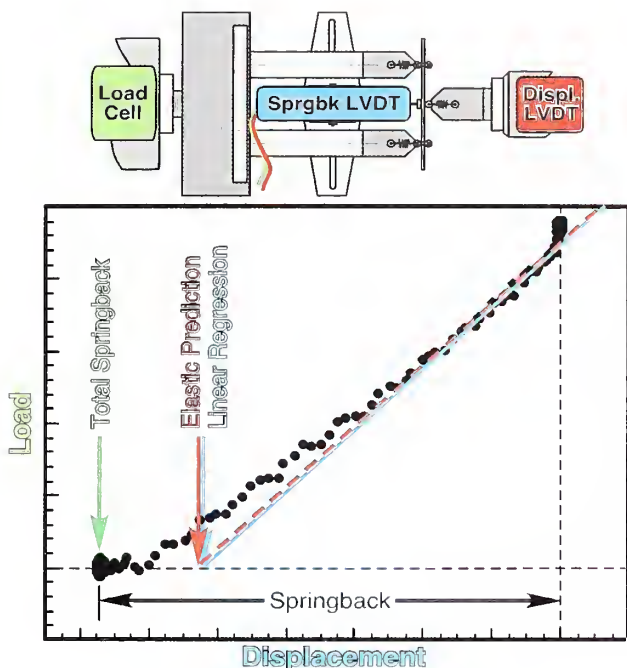 Load
Cell
Sprgbk LVDT
Displ.
LVDT
Total Springback
Elastic Prediction
Linear Regression
Load
Springback
Displacement